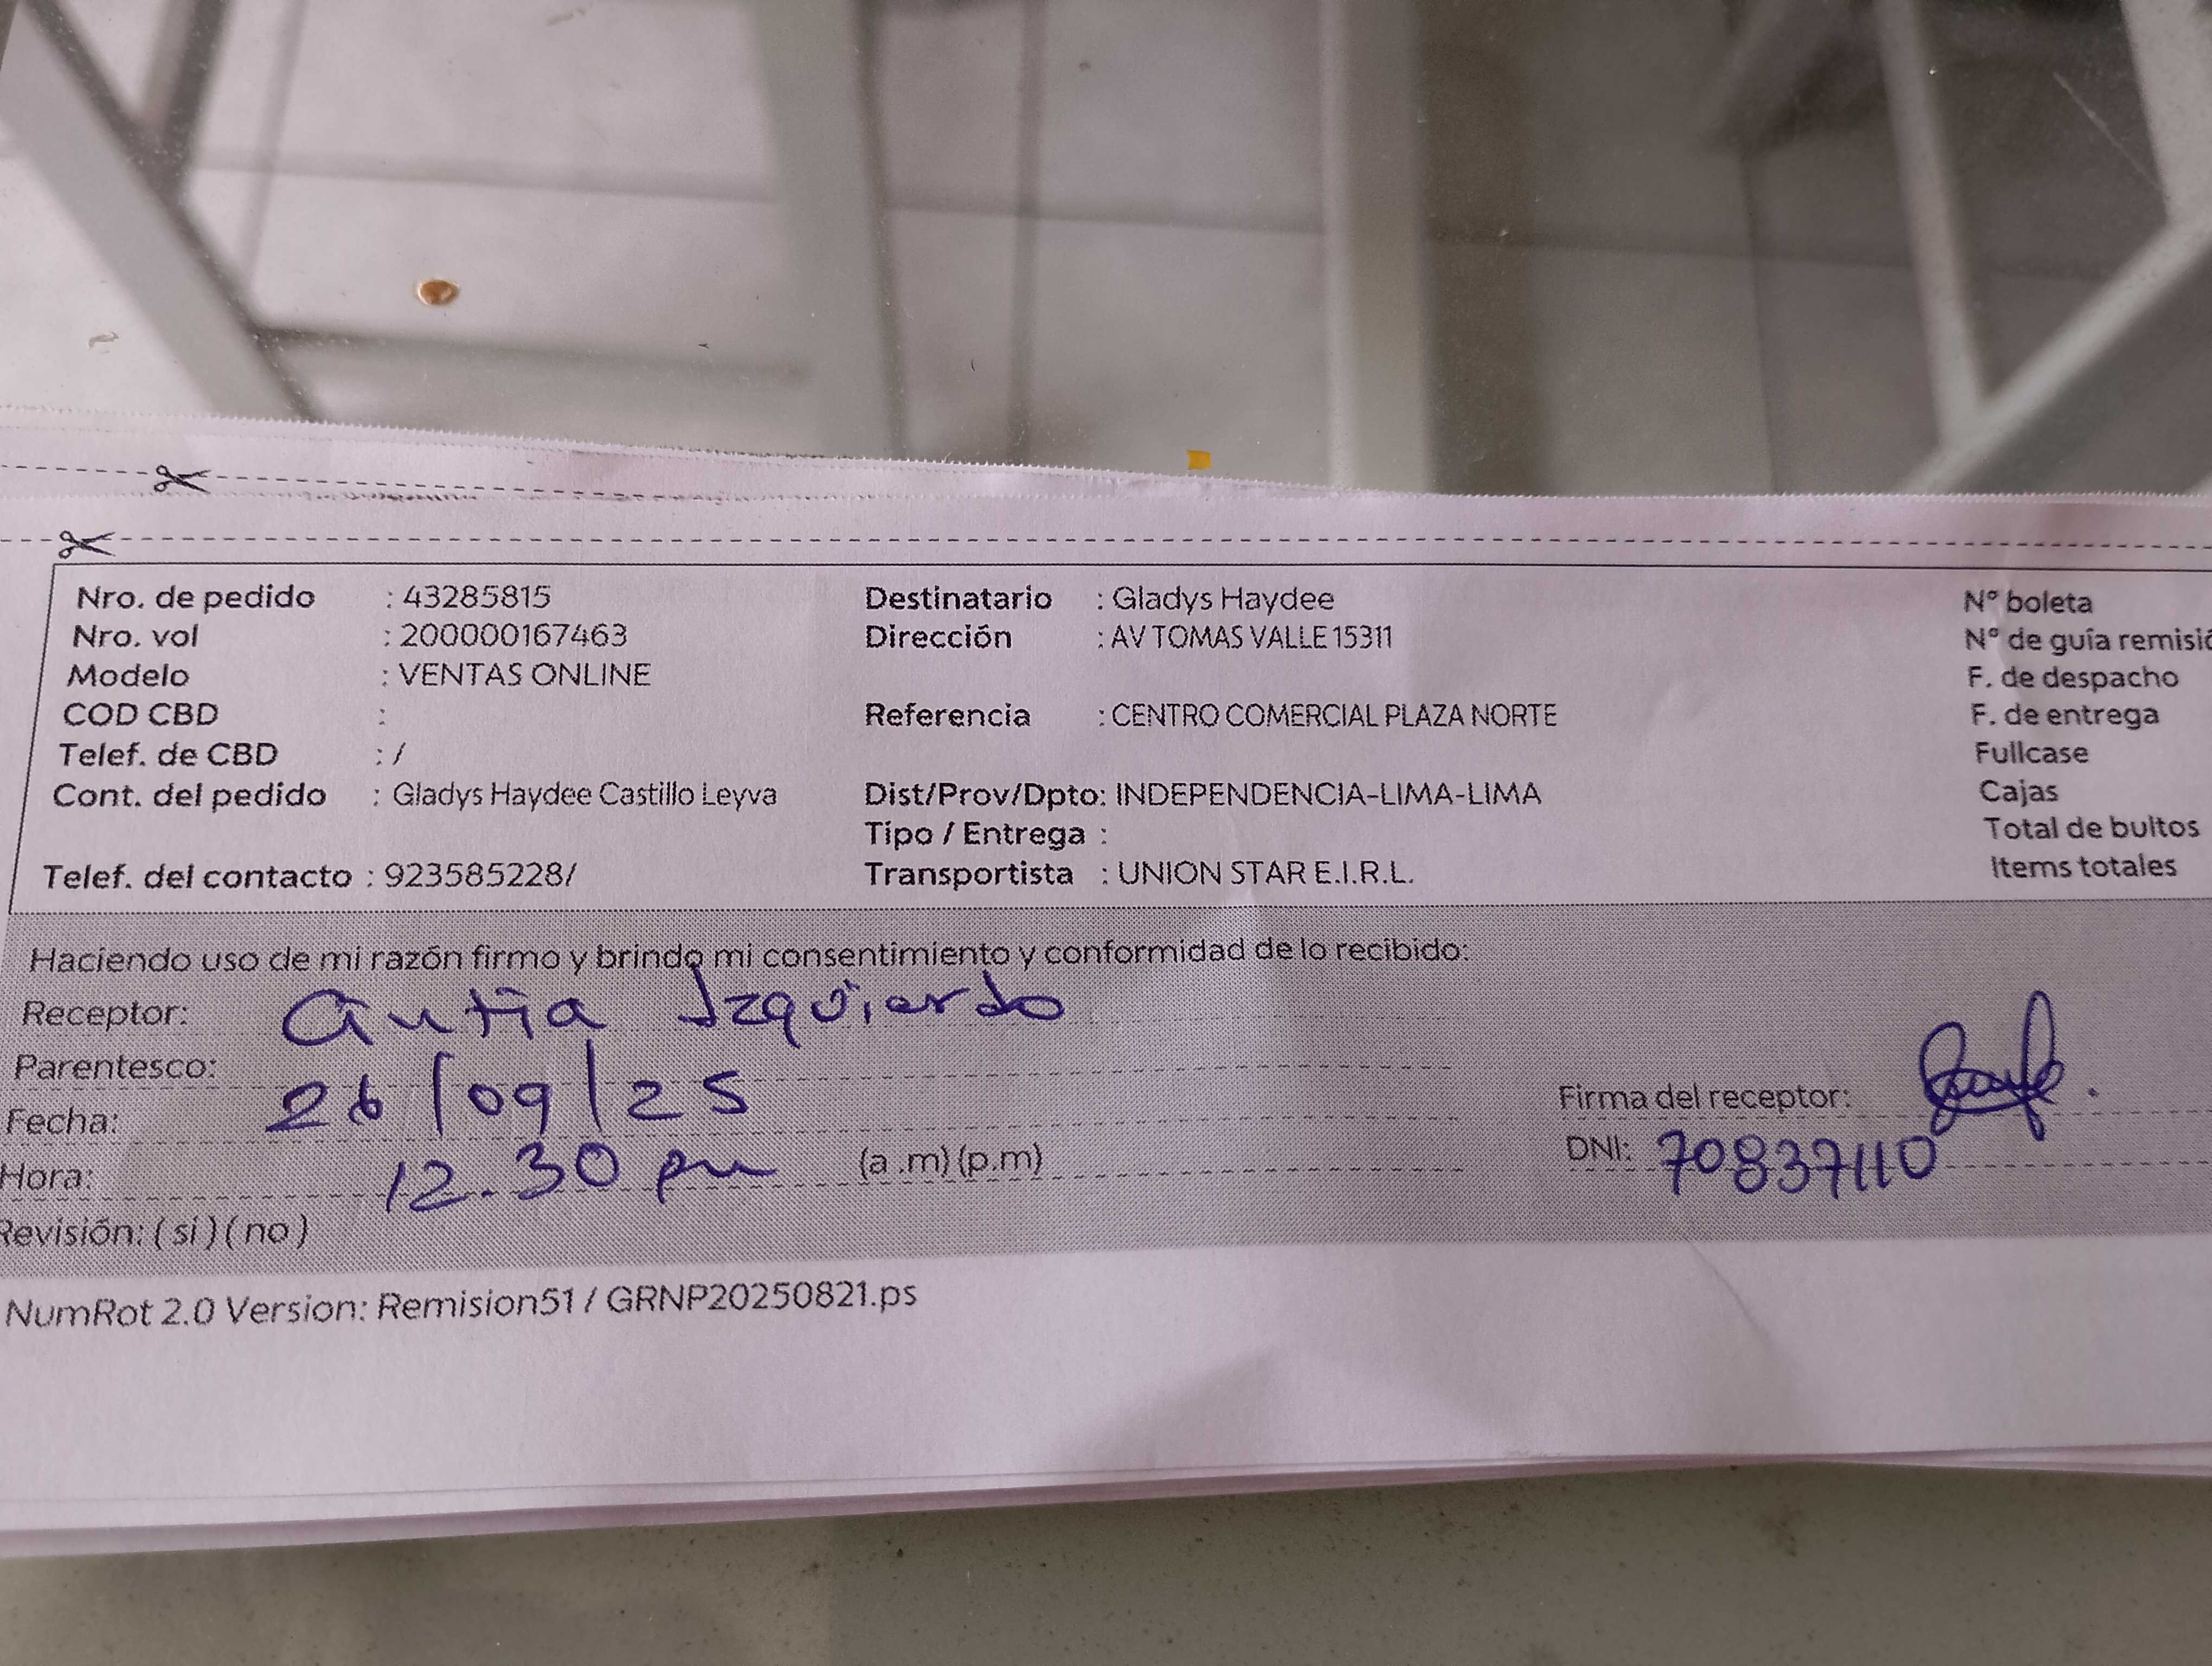 Nro. de pedido : 43285815 Destinatario : Gladys Haydee N° boleta
Nro. vol : 200000167463 Dirección : AV TOMAS VALLE 15311 N° de guía remisió
Modelo : VENTAS ONLINE F. de despacho
COD CBD : Referencia : CENTRO COMERCIAL PLAZA NORTE F. de entrega
Telef. de CBD : / Fullcase
Cont. del pedido : Gladys Haydee Castillo Leyva Dist/Prov/Dpto: INDEPENDENCIA-LIMA-LIMA Cajas
Tipo / Entrega : Total de bultos
Telef. del contacto : 923585228/ Transportista : UNION STAR E.I.R.L. Items totales
Haciendo uso de mi razón firmo y brindo mi consentimiento y conformidad de lo recibido:
Receptor: Izquierdo
Parentesco:
Fecha: 26/09/25 Firma del receptor:
Hora: 12.30 pm (a .m) (p.m) DNI: 70837110
Revisión: ( si ) ( no )
NumRot 2.0 Version: Remision51 / GRNP20250821.ps